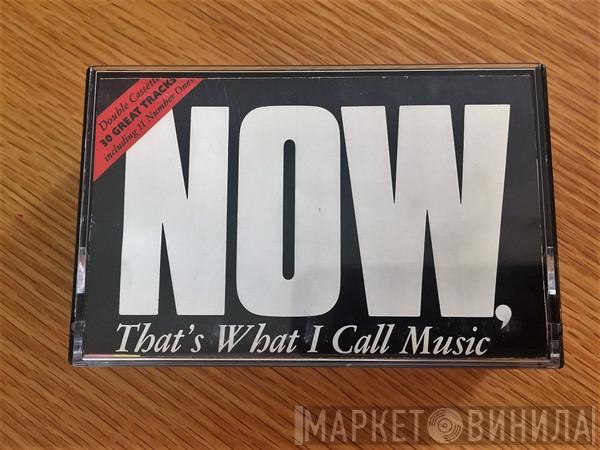 Double Cassette
30 GREAT TRACKS
including 11 Number Ones!
NOW,
That's What I Call Music
МАРКЕТ ВИНИЛА